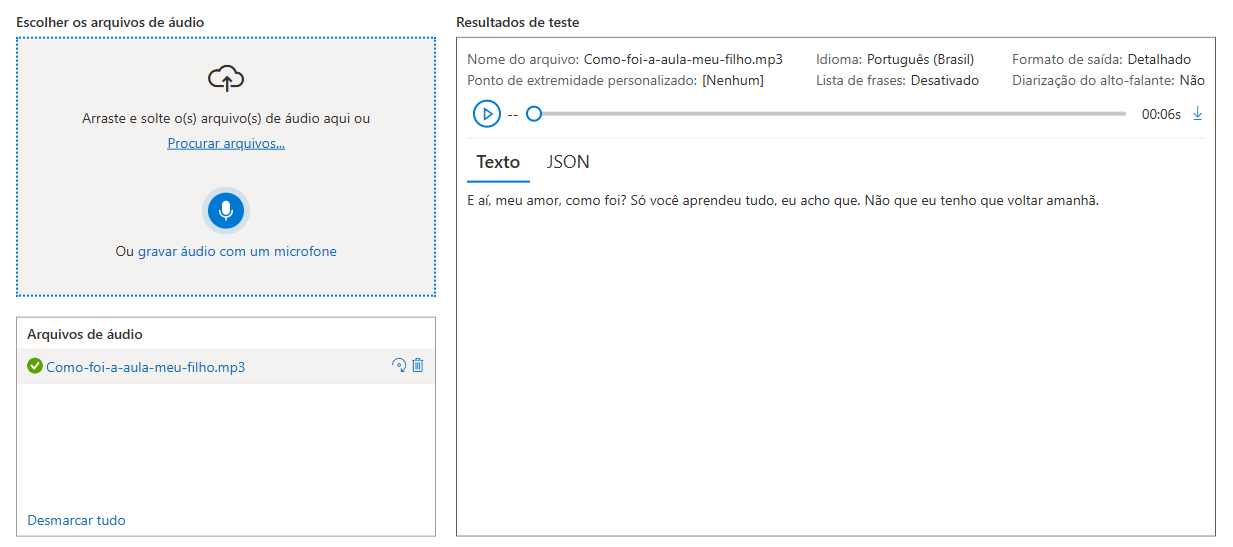 Escolher os arquivos de áudio
Arraste e solte o(s) arquivo(s) de áudio aqui ou
Procurar arquivos...
Ou gravar áudio com um microfone
Arquivos de áudio
Como-foi-a-aula-meu-filho.mp3
Desmarcar tudo
Resultados de teste
Nome do arquivo: Como-foi-a-aula-meu-filho.mp3 Idioma: Português (Brasil) Formato de saída: Detalhado
Ponto de extremidade personalizado: [Nenhum] Lista de frases: Desativado Diarização do alto-falante: Não
-- 00:06s
Texto JSON
E aí, meu amor, como foi? Só você aprendeu tudo, eu acho que. Não que eu tenho que voltar amanhã.